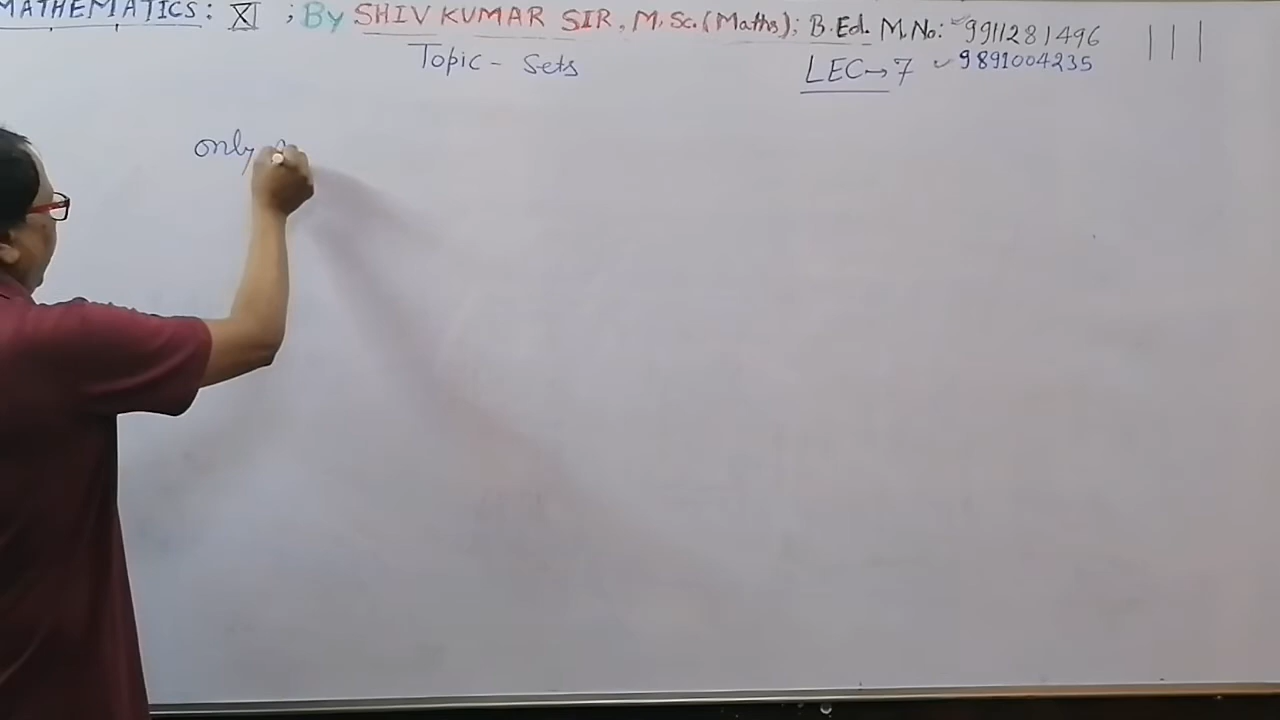 MATHEMATICS: XI ; By SHIV KUMAR SIR, M.Sc.(Maths); B.Ed. M.No: 9911281496
Topic - Sets LEC→7 9891004235
only